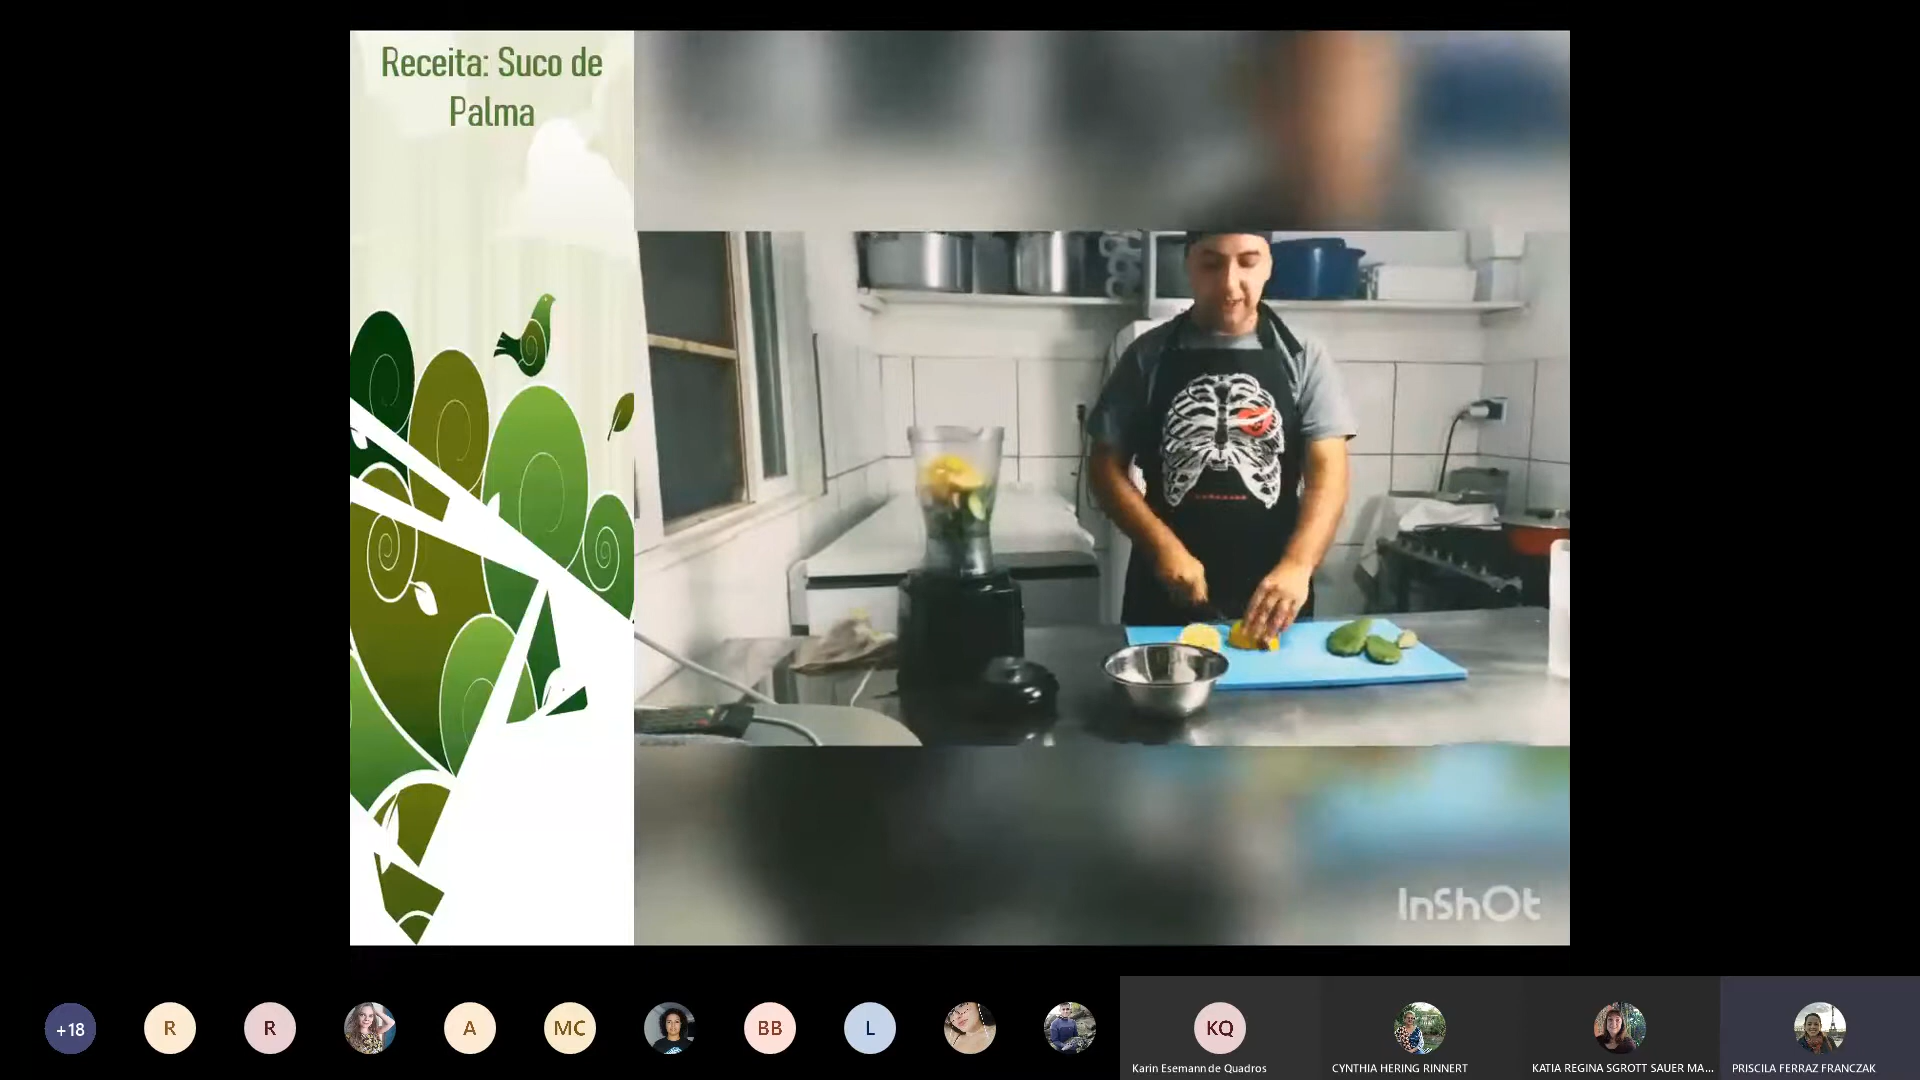 Receita: Suco de
Palma
InShOt
+18
R
R
A
MC
BB
L
KQ
Karin Esemann de Quadros
CYNTHIA HERING RINNERT
KATIA REGINA SGROTT SAUER MA...
PRISCILA FERRAZ FRANCZAK